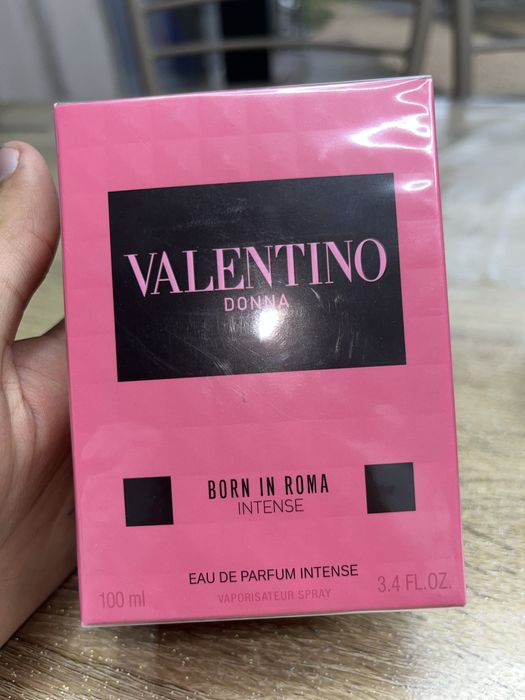 VALENTINO
DONNA
BORN IN ROMA
INTENSE
EAU DE PARFUM INTENSE
100 ml
VAPORISATEUR SPRAY
3.4 FL.OZ.